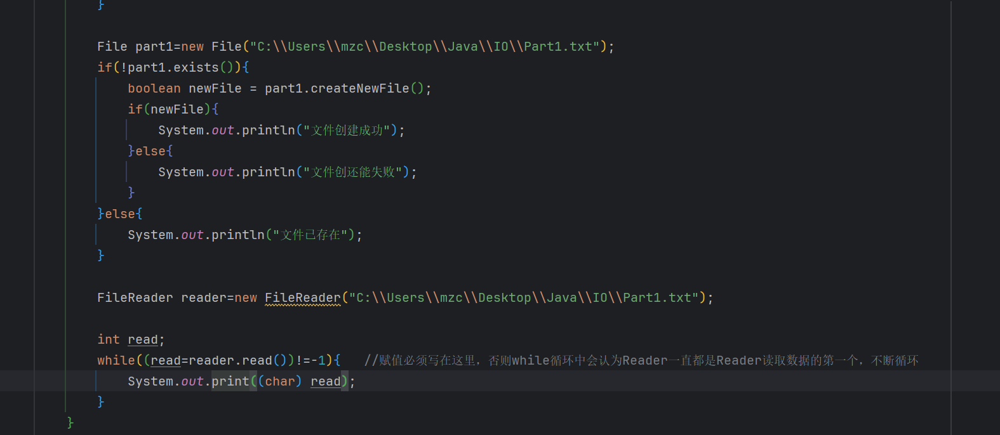 }
File part1=new File("C:\\Users\\mzc\\Desktop\\Java\\IO\\Part1.txt");
if(!part1.exists()){
boolean newFile = part1.createNewFile();
if(newFile){
System.out.println("文件创建成功");
}else{
System.out.println("文件创还能失败");
}
}else{
System.out.println("文件已存在");
}
FileReader reader=new FileReader("C:\\Users\\mzc\\Desktop\\Java\\IO\\Part1.txt");
int read;
while((read=reader.read())!=-1){   //赋值必须写在这里，否则while循环中会认为Reader一直都是Reader读取数据的第一个，不断循环
System.out.print((char) read);
}
}